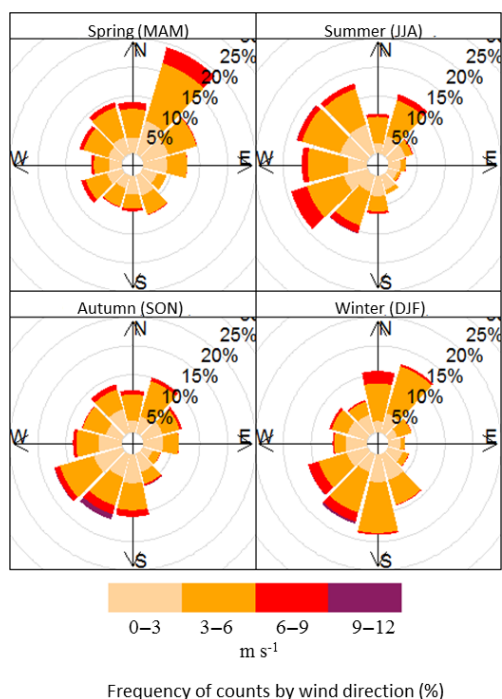 Spring (MAM)
Summer (JJA)
N
25%
20%
15%
10%
5%
W
E
S
N
25%
20%
15%
10%
5%
W
E
S
Autumn (SON)
Winter (DJF)
N
25%
20%
15%
10%
5%
W
E
S
N
25%
20%
15%
10%
5%
W
E
S
0–3 3–6 6–9 9–12
m s-1
Frequency of counts by wind direction (%)